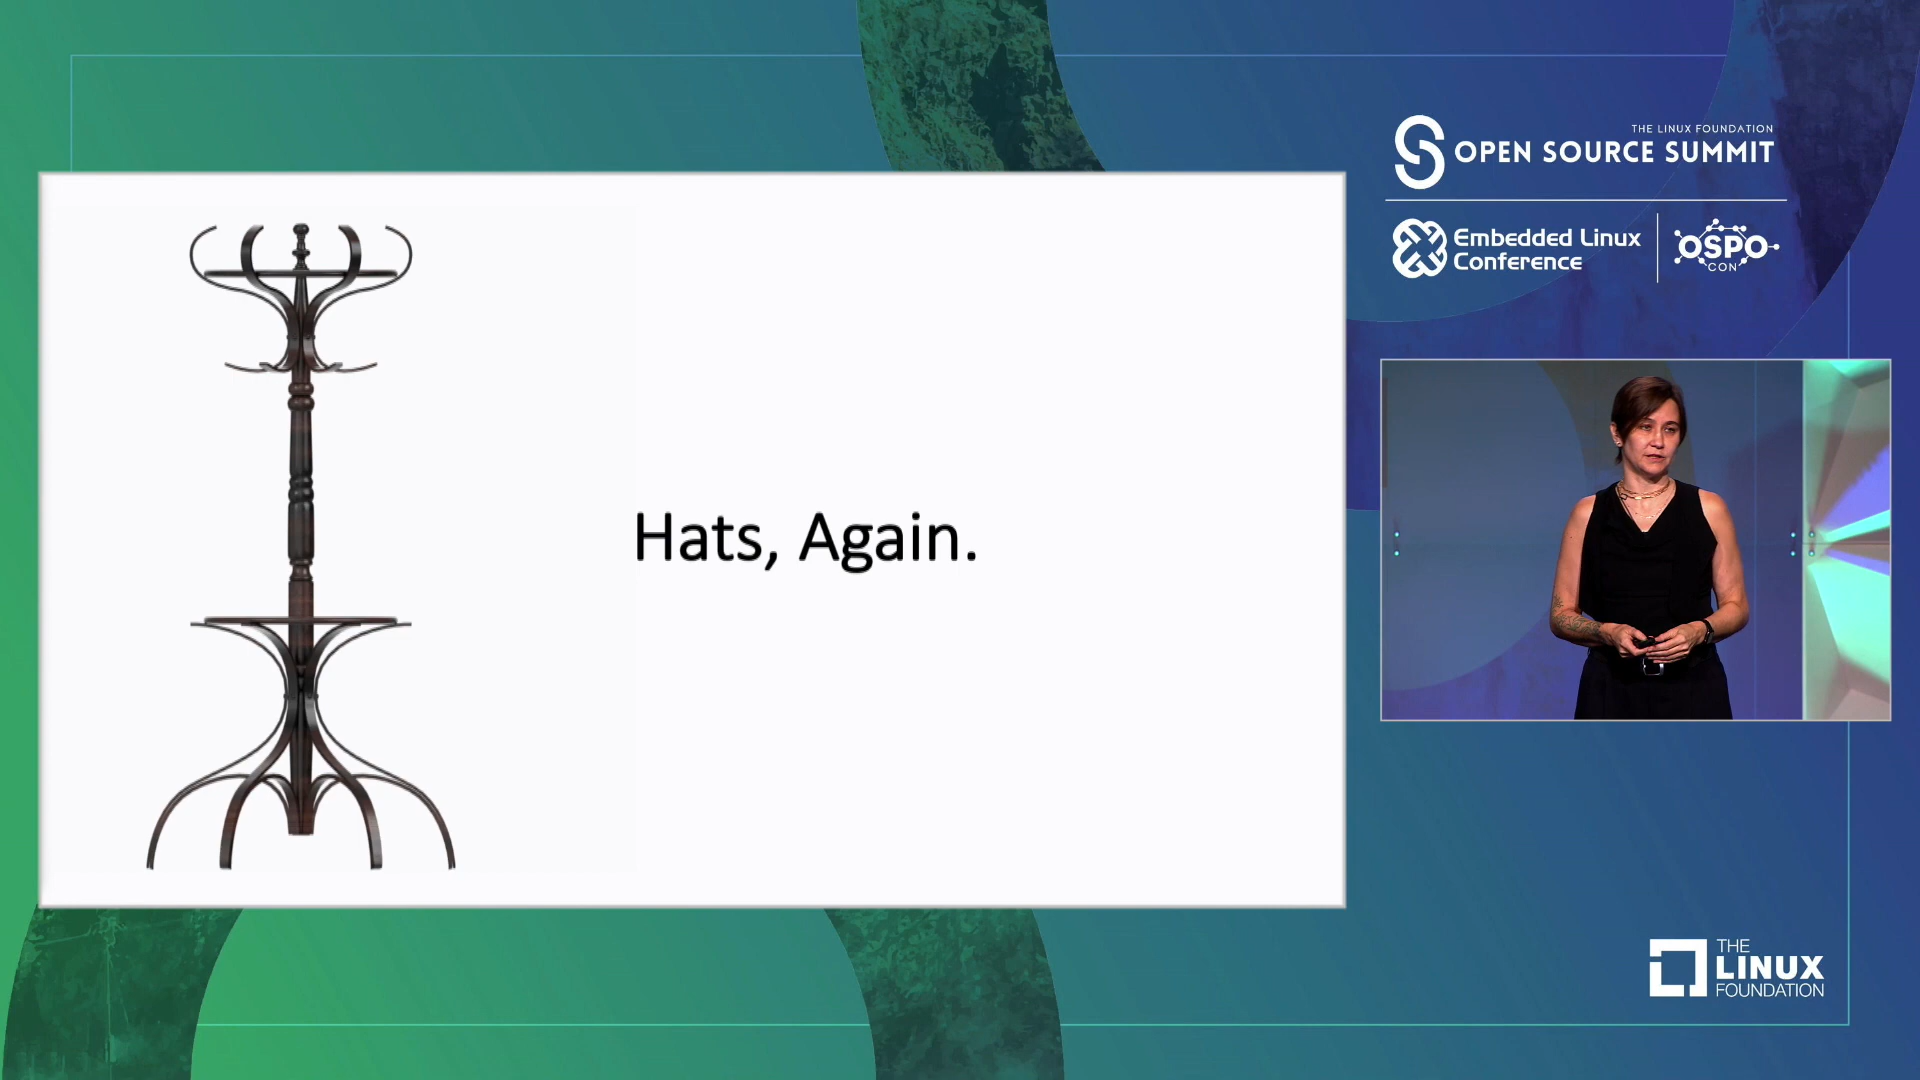 THE LINUX FOUNDATION
OPEN SOURCE SUMMIT
Embedded Linux
Conference
OSPO
CON
Hats, Again.
THE
LINUX
FOUNDATION